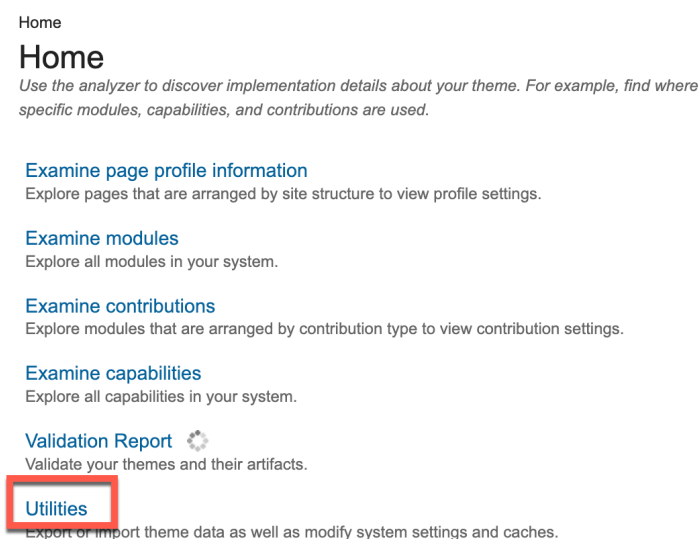 Home
Home
Use the analyzer to discover implementation details about your theme. For example, find where
specific modules, capabilities, and contributions are used.
Examine page profile information
Explore pages that are arranged by site structure to view profile settings.
Examine modules
Explore all modules in your system.
Examine contributions
Explore modules that are arranged by contribution type to view contribution settings.
Examine capabilities
Explore all capabilities in your system.
Validation Report
Validate your themes and their artifacts.
Utilities
Export or import theme data as well as modify system settings and caches.